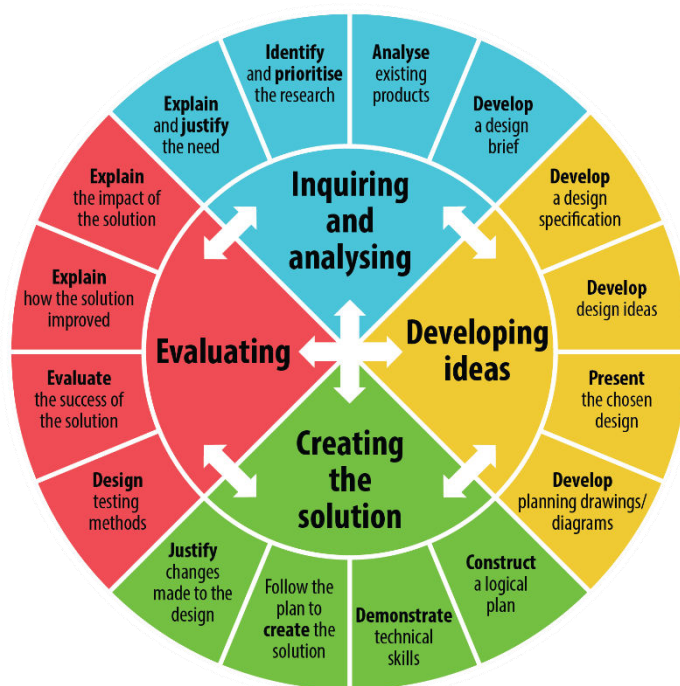 Explain
and justify
the need
Identify
and prioritise
the research
Analyse
existing
products
Develop
a design
brief
Inquiring
and
analysing
Develop
a design
specification
Develop
design ideas
Present
the chosen
design
Develop
planning drawings/
diagrams
Developing
ideas
Construct
a logical
plan
Demonstrate
technical
skills
Follow the
plan to
create the
solution
Justify
changes
made to the
design
Creating
the
solution
Design
testing
methods
Evaluate
the success of
the solution
Explain
how the solution
improved
Explain
the impact of
the solution
Evaluating